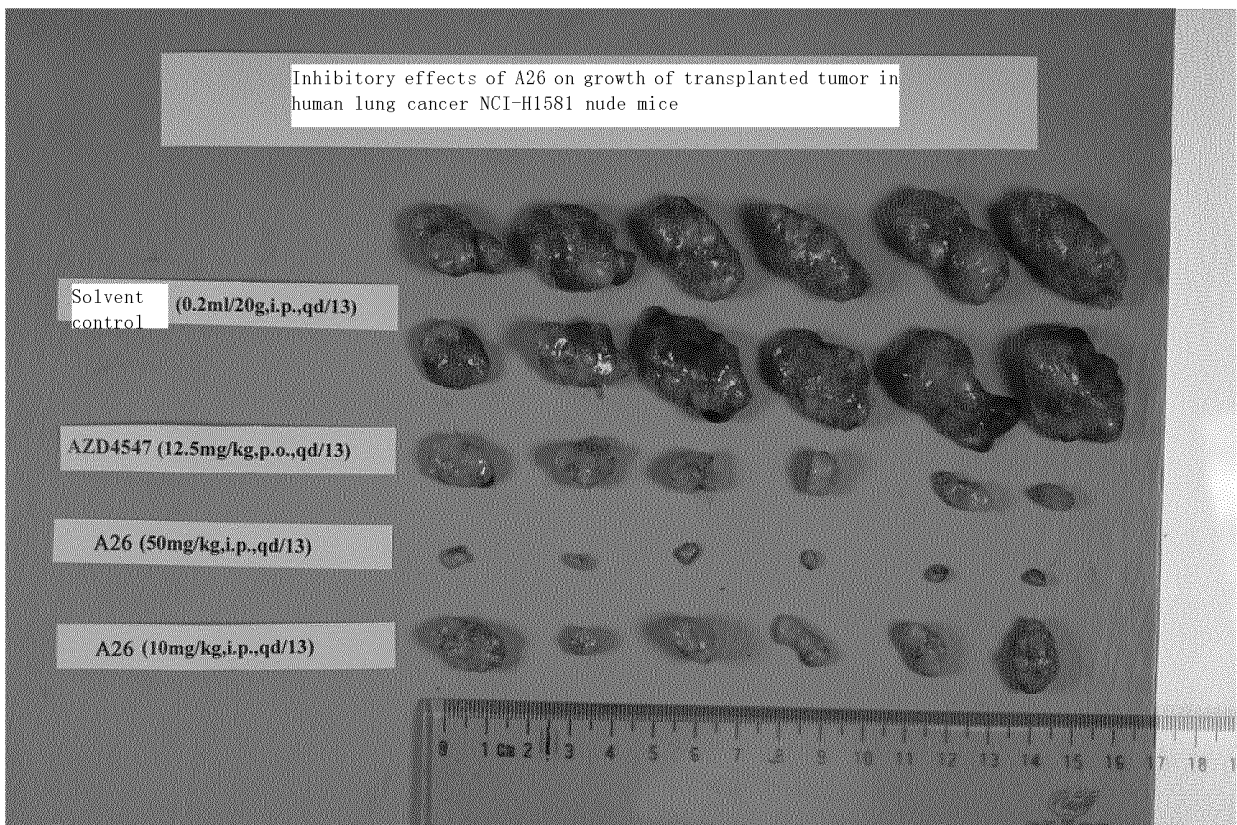 Inhibitory effects of A26 on growth of transplanted tumor in
human lung cancer NCI-H1581 nude mice
Solvent
control
(0.2ml/20g,i.p.,qd/13)
AZD4547 (12.5mg/kg,p.o.,qd/13)
A26 (50mg/kg,i.p.,qd/13)
A26 (10mg/kg,i.p.,qd/13)
0 1 Cm 2 3 4 5 6 7 8 9 10 11 12 13 14 15 16 17 18